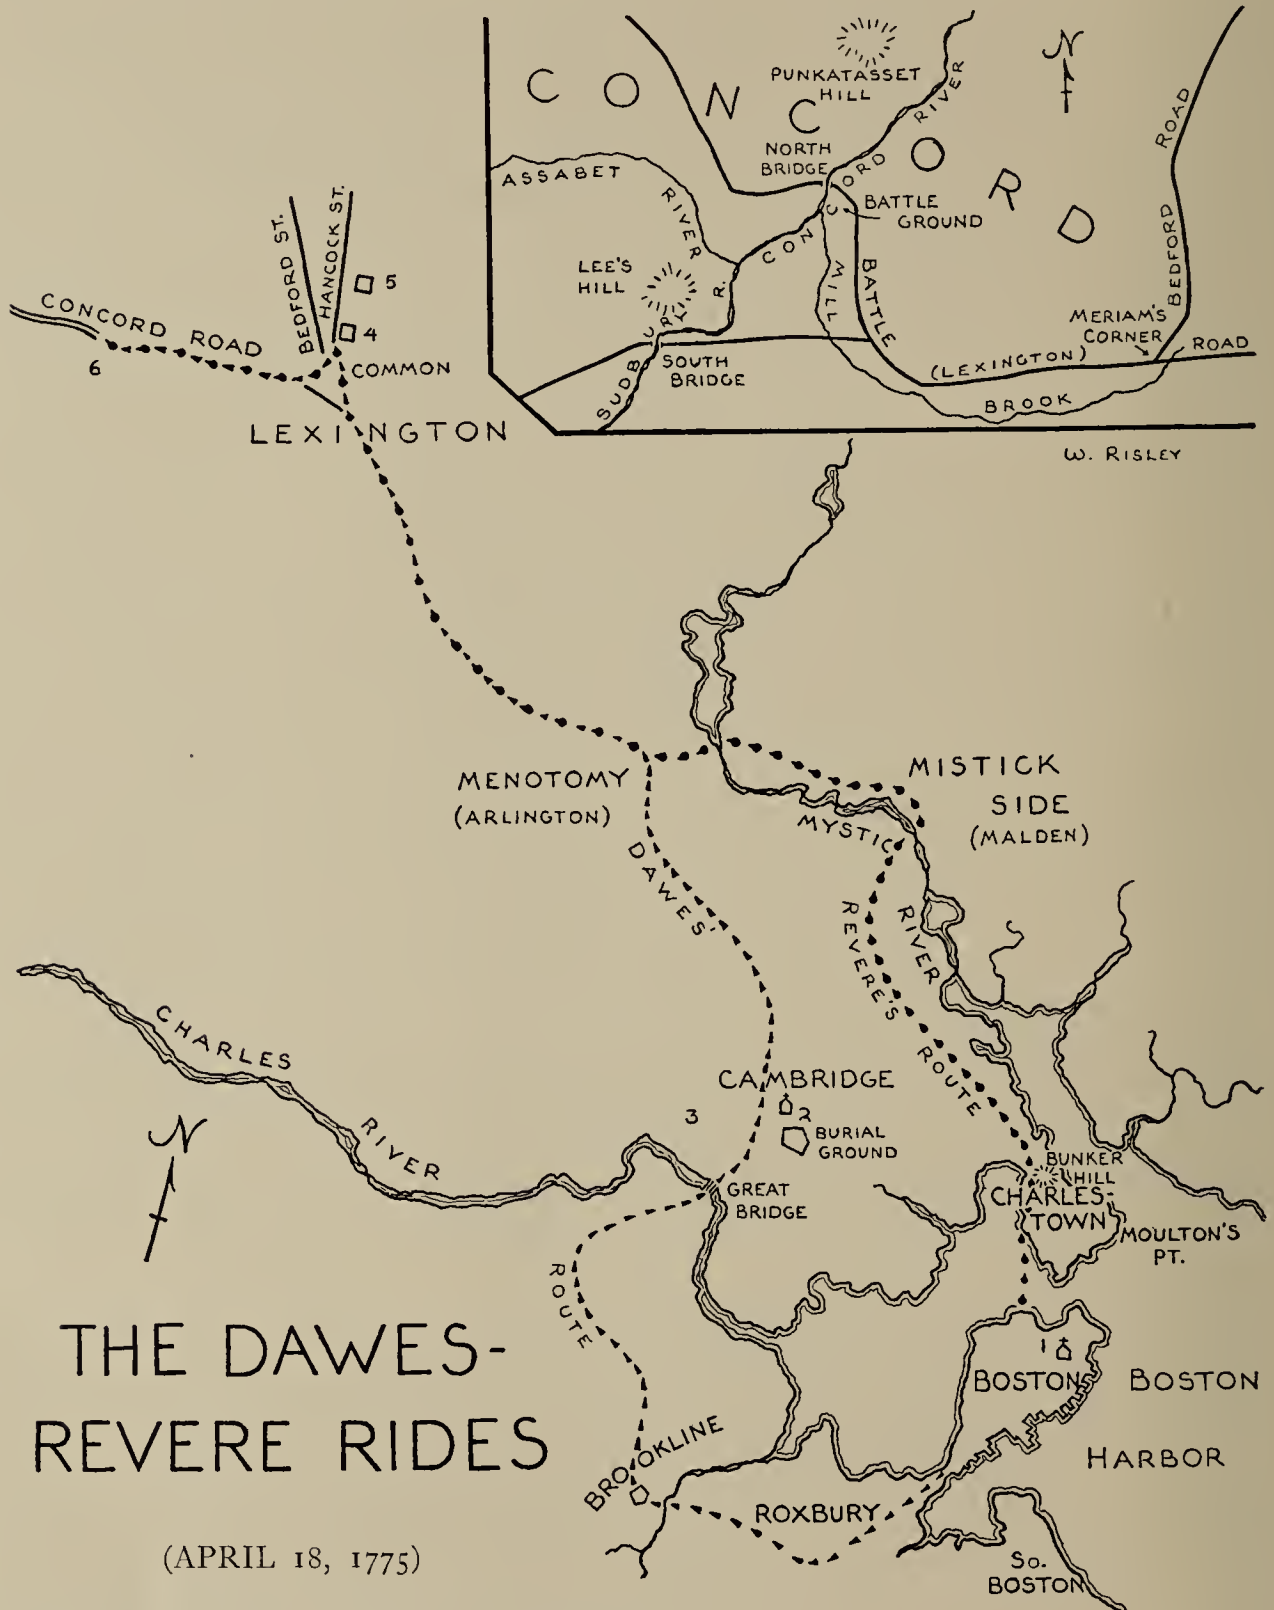 CONCORD
PUNKATASSET
HILL
N
NORTH
BRIDGE
CONCORD RIVER
ASSABET RIVER
BATTLE
GROUND
LEE'S
HILL
SUDBURY R.
SOUTH
BRIDGE
MILL BROOK
BATTLE (LEXINGTON) ROAD
MERIAM'S
CORNER
BEDFORD ROAD
W. RISLEY
BEDFORD ST.
HANCOCK ST.
5
4
CONCORD ROAD
6
COMMON
LEXINGTON
MENOTOMY
(ARLINGTON)
MISTICK
SIDE
(MALDEN)
MYSTIC RIVER
DAWES' ROUTE
REVERE'S ROUTE
CHARLES RIVER
CAMBRIDGE
2
3
BURIAL
GROUND
GREAT
BRIDGE
BUNKER
HILL
CHARLES-
TOWN
MOULTON'S
PT.
N
1
BOSTON
BOSTON
HARBOR
BROOKLINE
ROXBURY
So.
BOSTON
THE DAWES-
REVERE RIDES
(APRIL 18, 1775)